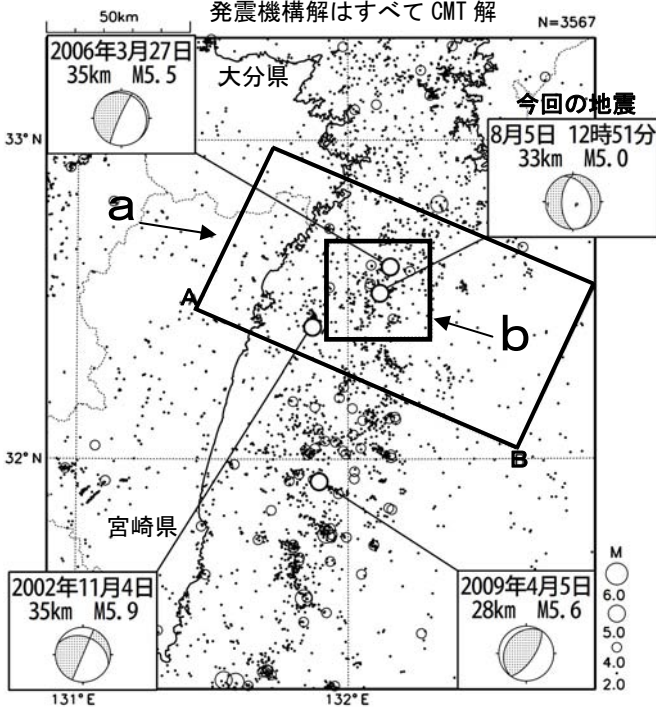 50km
発震機構解はすべて CMT 解
N=3567
2006年3月27日
35km M5.5
大分県
今回の地震
8月5日 12時51分
33km M5.0
33°N
a
A
b
B
32°N
宮崎県
2002年11月4日
35km M5.9
2009年4月5日
28km M5.6
M
6.0
5.0
4.0
2.0
131°E
132°E